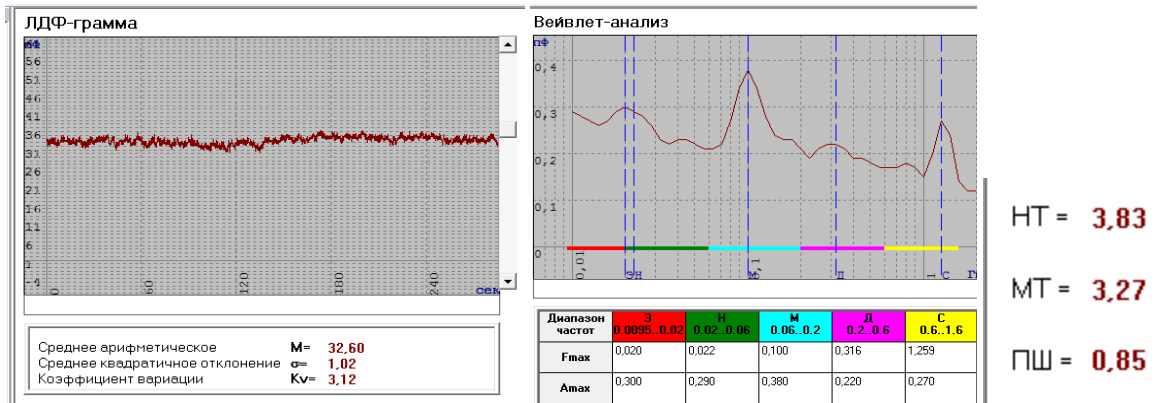 ЛДФ-грамма
пф
56
51
46
41
36
31
26
21
16
11
6
1
-4
0
60
120
180
240
сек
Среднее арифметическое M= 32,60
Среднее квадратичное отклонение σ= 1,02
Коэффициент вариации Kv= 3,12
Вейвлет-анализ
пф
0,4
0,3
0,2
0,1
0
0,01
Э Н М 0,1 Д 1 С Гц
Диапазон частот Э 0.0095..0.02 Н 0.02..0.06 М 0.06..0.2 Д 0.2..0.6 С 0.6..1.6
Fmax 0,020 0,022 0,100 0,316 1,259
Amax 0,300 0,290 0,380 0,220 0,270
НТ = 3,83
МТ = 3,27
ПШ = 0,85